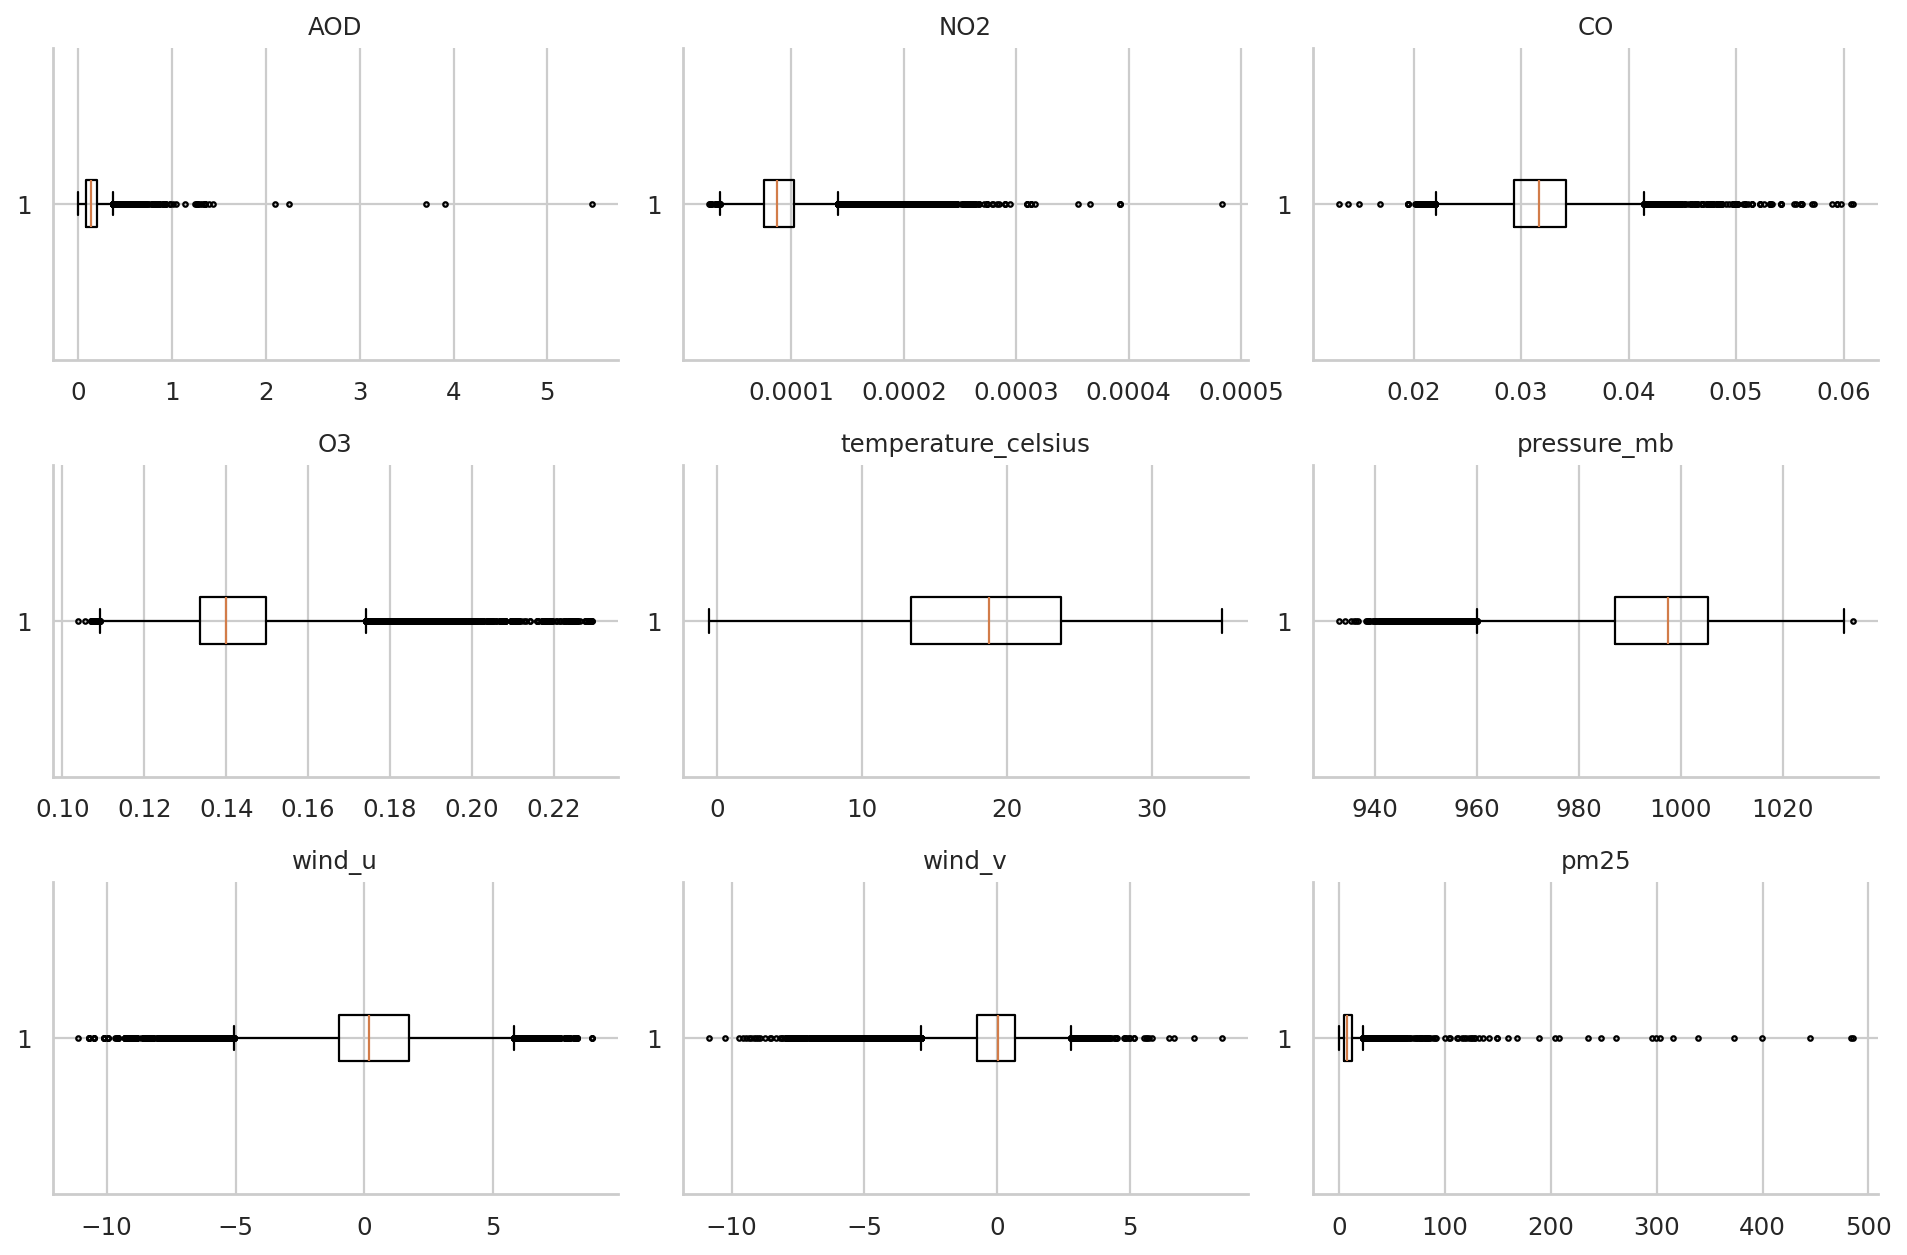 AOD
NO2
CO
1
1
1
0 1 2 3 4 5
0.0001 0.0002 0.0003 0.0004 0.0005
0.02 0.03 0.04 0.05 0.06
O3
temperature_celsius
pressure_mb
1
1
1
0.10 0.12 0.14 0.16 0.18 0.20 0.22
0 10 20 30
940 960 980 1000 1020
wind_u
wind_v
pm25
1
1
1
−10 −5 0 5
−10 −5 0 5
0 100 200 300 400 500